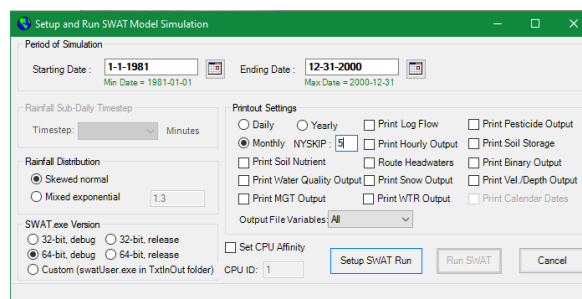 Setup and Run SWAT Model Simulation
Period of Simulation
Starting Date : 1-1-1981 Ending Date : 12-31-2000
Min Date = 1981-01-01 Max Date = 2000-12-31
Rainfall Sub-Daily Timestep
Timestep: Minutes
Rainfall Distribution
Skewed normal
Mixed exponential 1.3
SWAT.exe Version
32-bit, debug 32-bit, release
64-bit, debug 64-bit, release
Custom (swatUser.exe in TxtInOut folder)
Printout Settings
Daily Yearly Print Log Flow Print Pesticide Output
Monthly NYSKIP : 5 Print Hourly Output Print Soil Storage
Print Soil Nutrient Route Headwaters Print Binary Output
Print Water Quality Output Print Snow Output Print Vel./Depth Output
Print MGT Output Print WTR Output Print Calendar Dates
Output File Variables: All
Set CPU Affinity
CPU ID: 1
Setup SWAT Run Run SWAT Cancel